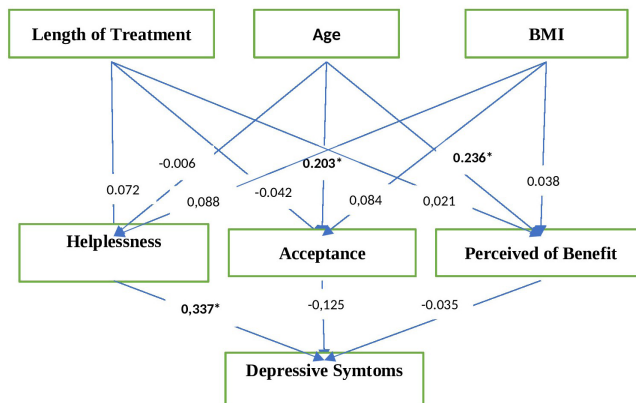 Length of Treatment
Age
BMI
-0.006
0.203*
0.236*
0.072
0,088
-0.042
0,084
0,021
0.038
Helplessness
Acceptance
Perceived of Benefit
0,337*
-0,125
-0.035
Depressive Symtoms